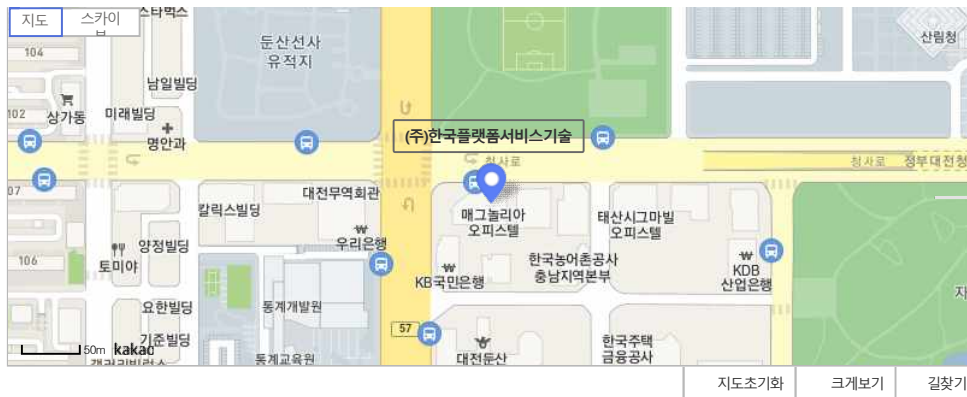 지도
스카이뷰
스타벅스
산림청
104
둔산선사
유적지
남일빌딩
102
상가동
미래빌딩
명안과
(주)한국플랫폼서비스기술
청사로
청사로
정부대전청
07
대전무역회관
칼릭스빌딩
매그놀리아
오피스텔
태산시그마빌
오피스텔
우리은행
양정빌딩
106
토미야
KB국민은행
한국농어촌공사
충남지역본부
KDB
산업은행
자
요한빌딩
통계개발원
57
기준빌딩
50m
kakao
통계교육원
대전둔산
한국주택
금융공사
지도초기화
크게보기
길찾기